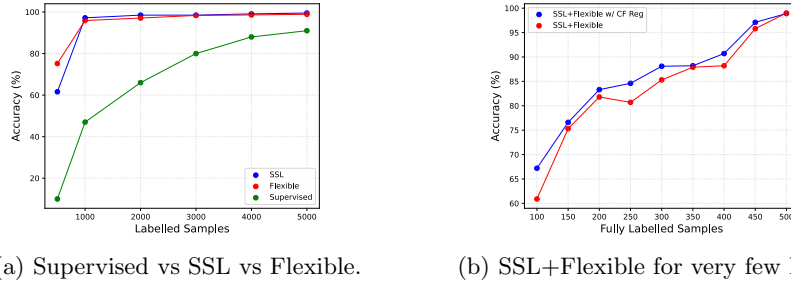 100
80
60
40
20
Accuracy (%)
SSL
Flexible
Supervised
1000 2000 3000 4000 5000
Labelled Samples
a) Supervised vs SSL vs Flexible.
100
95
90
85
80
75
70
65
60
Accuracy (%)
SSL+Flexible w/ CF Reg
SSL+Flexible
100 150 200 250 300 350 400 450 500
Fully Labelled Samples
(b) SSL+Flexible for very few